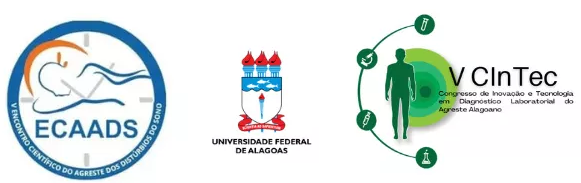 ECAADS
V ENCONTRO CIENTÍFICO DO AGRESTE DOS DISTÚRBIOS DO SONO
UNIVERSIDADE FEDERAL
DE ALAGOAS
V CInTec
Congresso de Inovação e Tecnologia
em Diagnóstico Laboratorial do
Agreste Alagoano